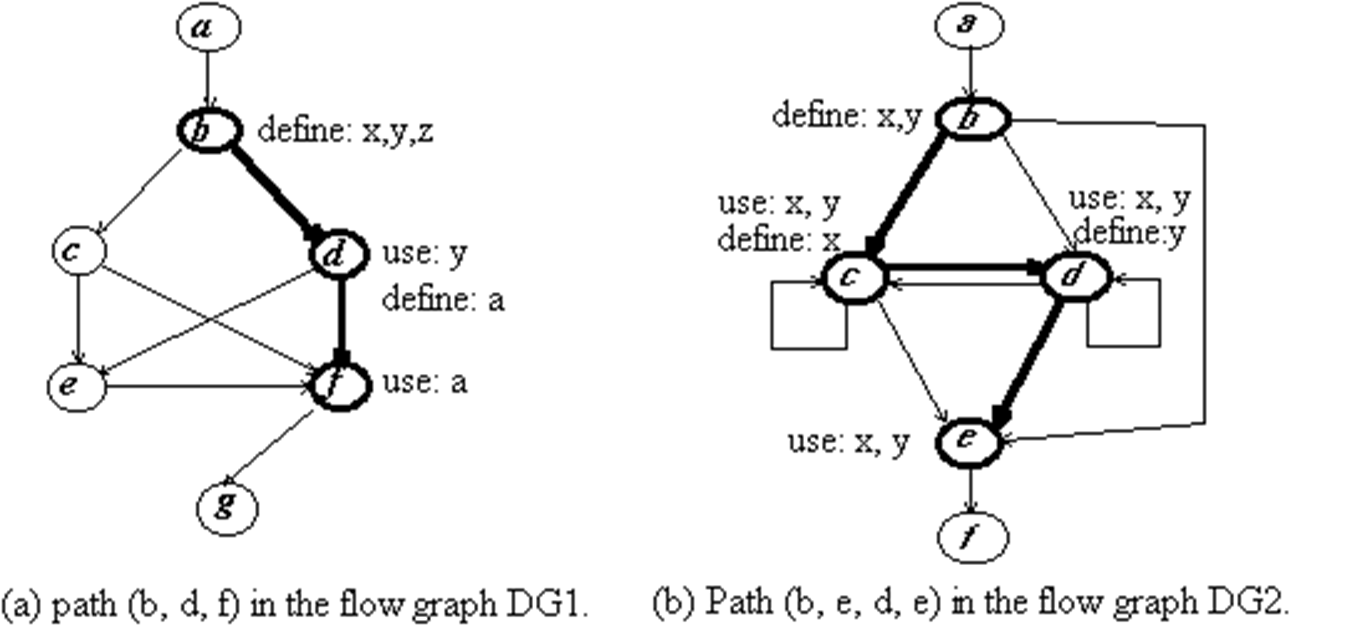 a
b define: x,y,z
c
d use: y
define: a
e
f use: a
g
(a) path (b, d, f) in the flow graph DG1.
a
define: x,y b
use: x, y
define: x
c
use: x, y
define:y
d
use: x, y e
f
(b) Path (b, e, d, e) in the flow graph DG2.